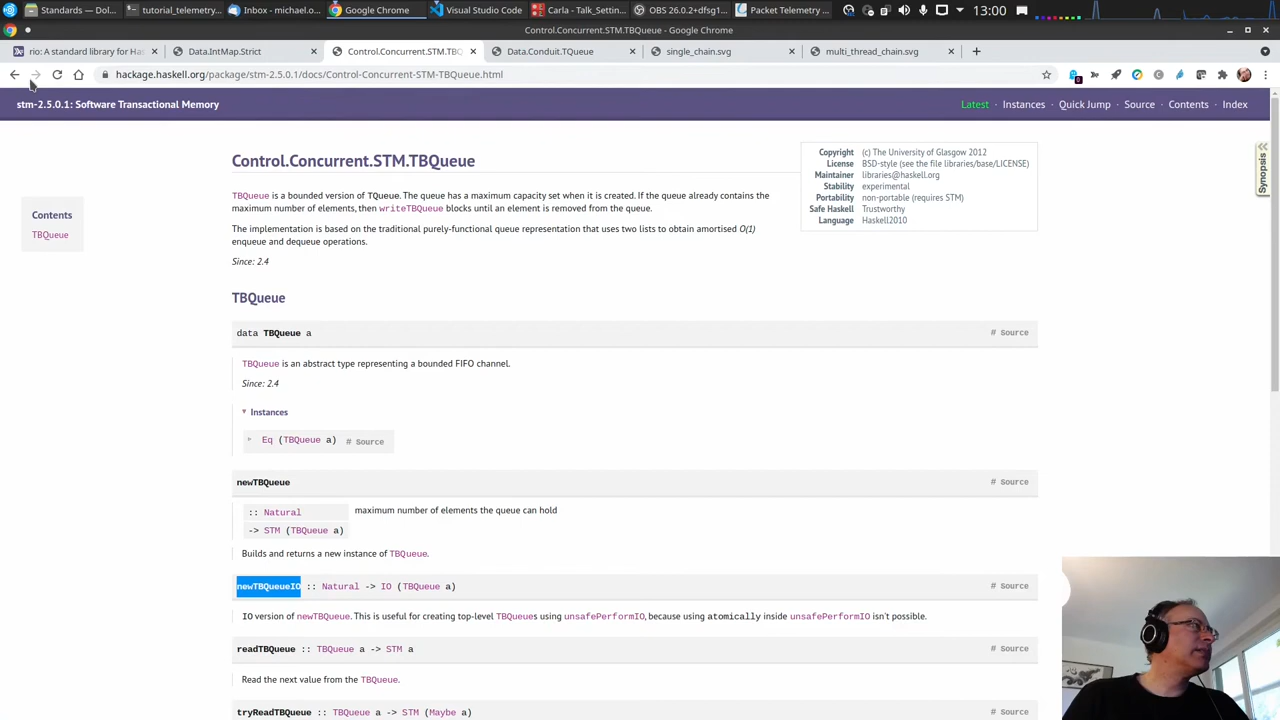 Standards — Dol...
tutorial_telemetry...
Inbox - michael.o...
Google Chrome
Visual Studio Code
Carla - Talk_Setting...
OBS 26.0.2+dfsg1...
Packet Telemetry ...
13:00
Control.Concurrent.STM.TBQueue - Google Chrome
rio: A standard library for Has
Data.IntMap.Strict
Control.Concurrent.STM.TBQ
Data.Conduit.TQueue
single_chain.svg
multi_thread_chain.svg
hackage.haskell.org/package/stm-2.5.0.1/docs/Control-Concurrent-STM-TBQueue.html
stm-2.5.0.1: Software Transactional Memory
Latest · Instances · Quick Jump · Source · Contents · Index
Control.Concurrent.STM.TBQueue
Copyright (c) The University of Glasgow 2012
License BSD-style (see the file libraries/base/LICENSE)
Maintainer libraries@haskell.org
Stability experimental
Portability non-portable (requires STM)
Safe Haskell Trustworthy
Language Haskell2010
Synopsis
Contents
TBQueue
TBQueue is a bounded version of TQueue. The queue has a maximum capacity set when it is created. If the queue already contains the
maximum number of elements, then writeTBQueue blocks until an element is removed from the queue.
The implementation is based on the traditional purely-functional queue representation that uses two lists to obtain amortised O(1)
enqueue and dequeue operations.
Since: 2.4
TBQueue
data TBQueue a # Source
TBQueue is an abstract type representing a bounded FIFO channel.
Since: 2.4
Instances
Eq (TBQueue a) # Source
newTBQueue # Source
:: Natural maximum number of elements the queue can hold
-> STM (TBQueue a)
Builds and returns a new instance of TBQueue.
newTBQueueIO :: Natural -> IO (TBQueue a) # Source
IO version of newTBQueue. This is useful for creating top-level TBQueues using unsafePerformIO, because using atomically inside unsafePerformIO isn't possible.
readTBQueue :: TBQueue a -> STM a # Source
Read the next value from the TBQueue.
tryReadTBQueue :: TBQueue a -> STM (Maybe a) # Source